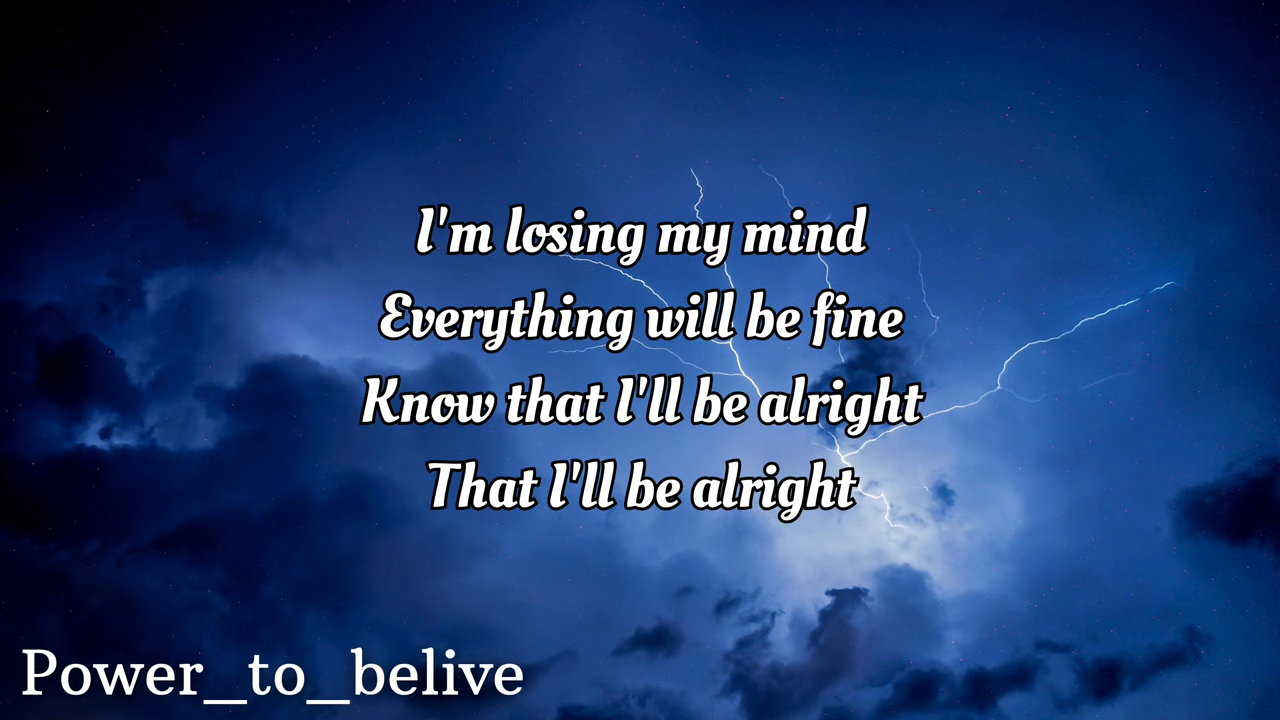 I'm losing my mind
Everything will be fine
Know that I'll be alright
That I'll be alright
Power_to_belive